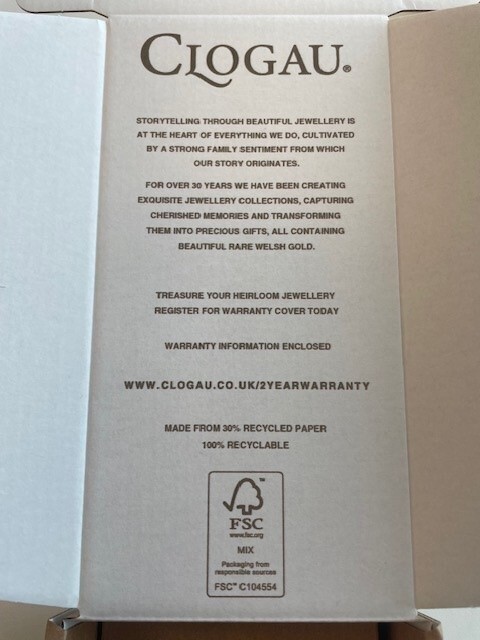 CLOGAU®
STORYTELLING THROUGH BEAUTIFUL JEWELLERY IS
AT THE HEART OF EVERYTHING WE DO, CULTIVATED
BY A STRONG FAMILY SENTIMENT FROM WHICH
OUR STORY ORIGINATES.
FOR OVER 30 YEARS WE HAVE BEEN CREATING
EXQUISITE JEWELLERY COLLECTIONS, CAPTURING
CHERISHED MEMORIES AND TRANSFORMING
THEM INTO PRECIOUS GIFTS, ALL CONTAINING
BEAUTIFUL RARE WELSH GOLD.
TREASURE YOUR HEIRLOOM JEWELLERY
REGISTER FOR WARRANTY COVER TODAY
WARRANTY INFORMATION ENCLOSED
WWW.CLOGAU.CO.UK/2YEARWARRANTY
MADE FROM 30% RECYCLED PAPER
100% RECYCLABLE
™
FSC
www.fsc.org
MIX
Packaging from
responsible sources
FSC™ C104554